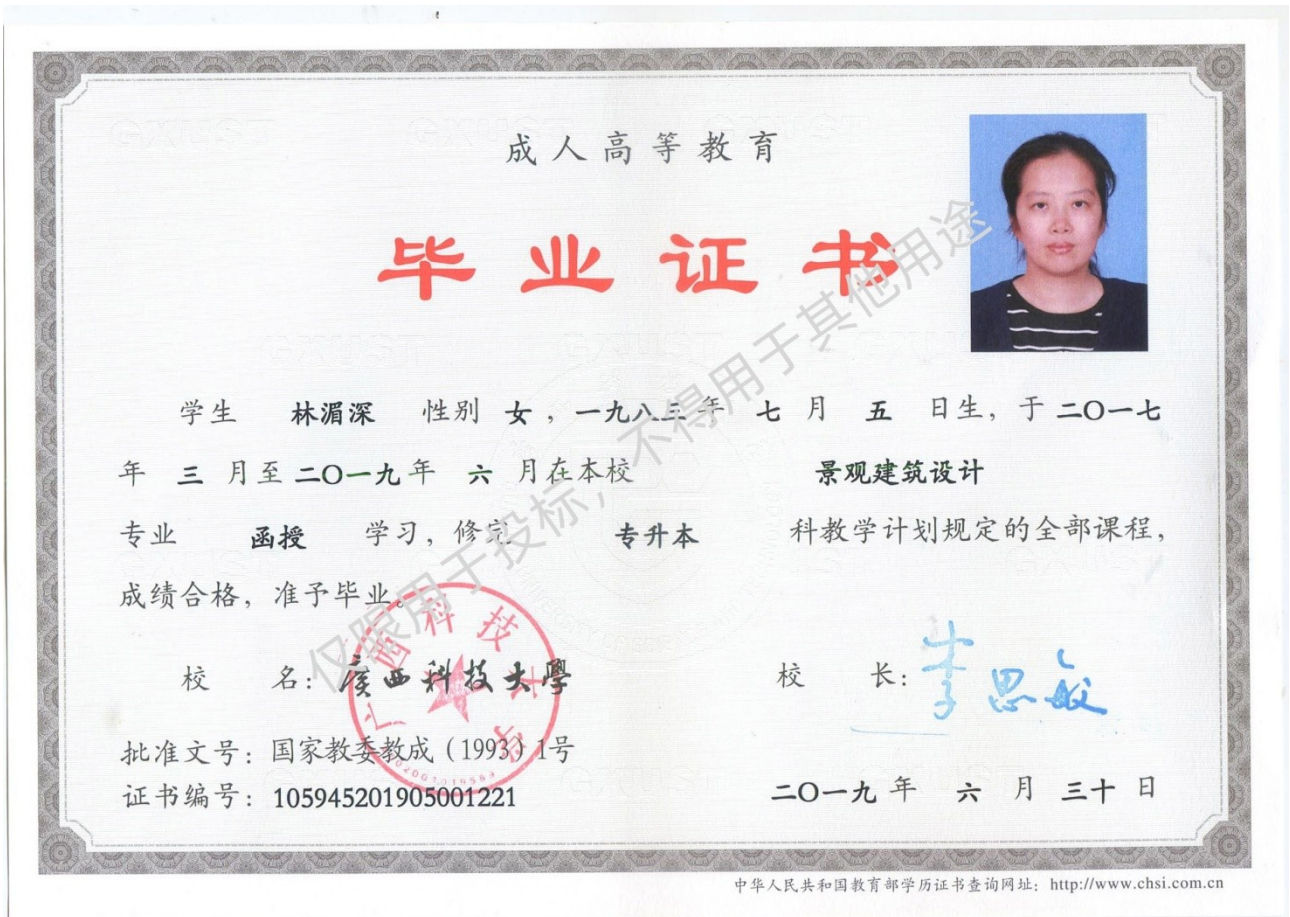 成人高等教育
毕业证书
学生 林湄深 性别 女，一九八三年 七 月 五 日生，于二〇一七
年 三 月至二〇一九年 六 月在本校 景观建筑设计
专业 函授 学习，修完 专升本 科教学计划规定的全部课程，
成绩合格，准予毕业。
校 名：廣西科技大學
校 长：李思敏
批准文号：国家教委教成（1993）1号
证书编号：105945201905001221
二〇一九年 六 月 三十 日
广西科技大学
仅限用于投标，不得用于其他用途
中华人民共和国教育部学历证书查询网址：http://www.chsi.com.cn